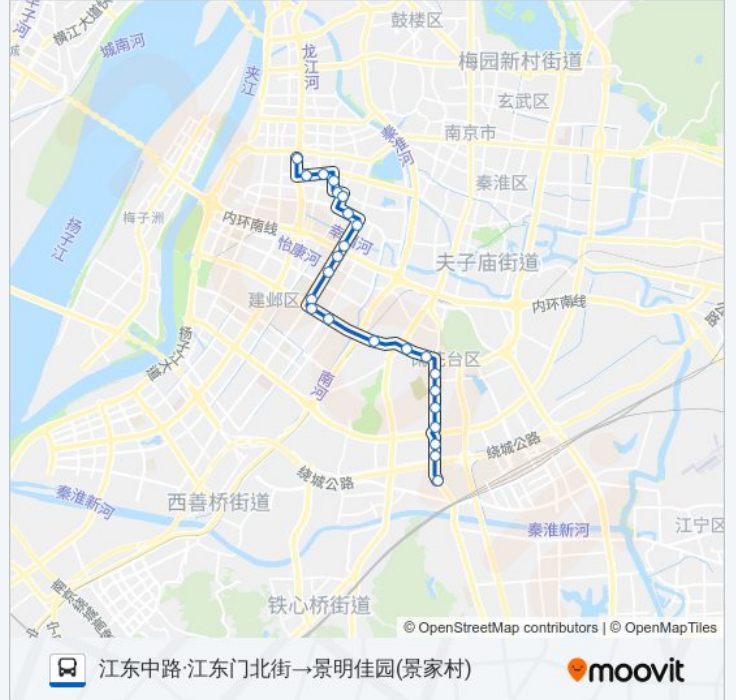 鼓楼区
横江大道快
城南河
龙江河
夹江
梅园新村街道
玄武区
秦淮河
南京市
秦淮区
梅子洲
内环南线
扬子江
怡康河
夫子庙街道
建邺区
内环南线
扬子江大道
台区
南河
绕城公路
绕城公路
西善桥街道
秦淮新河
秦淮新河
江宁区
铁心桥街道
© OpenStreetMap contributors | © OpenMapTiles
江东中路·江东门北街→景明佳园(景家村)
moovit